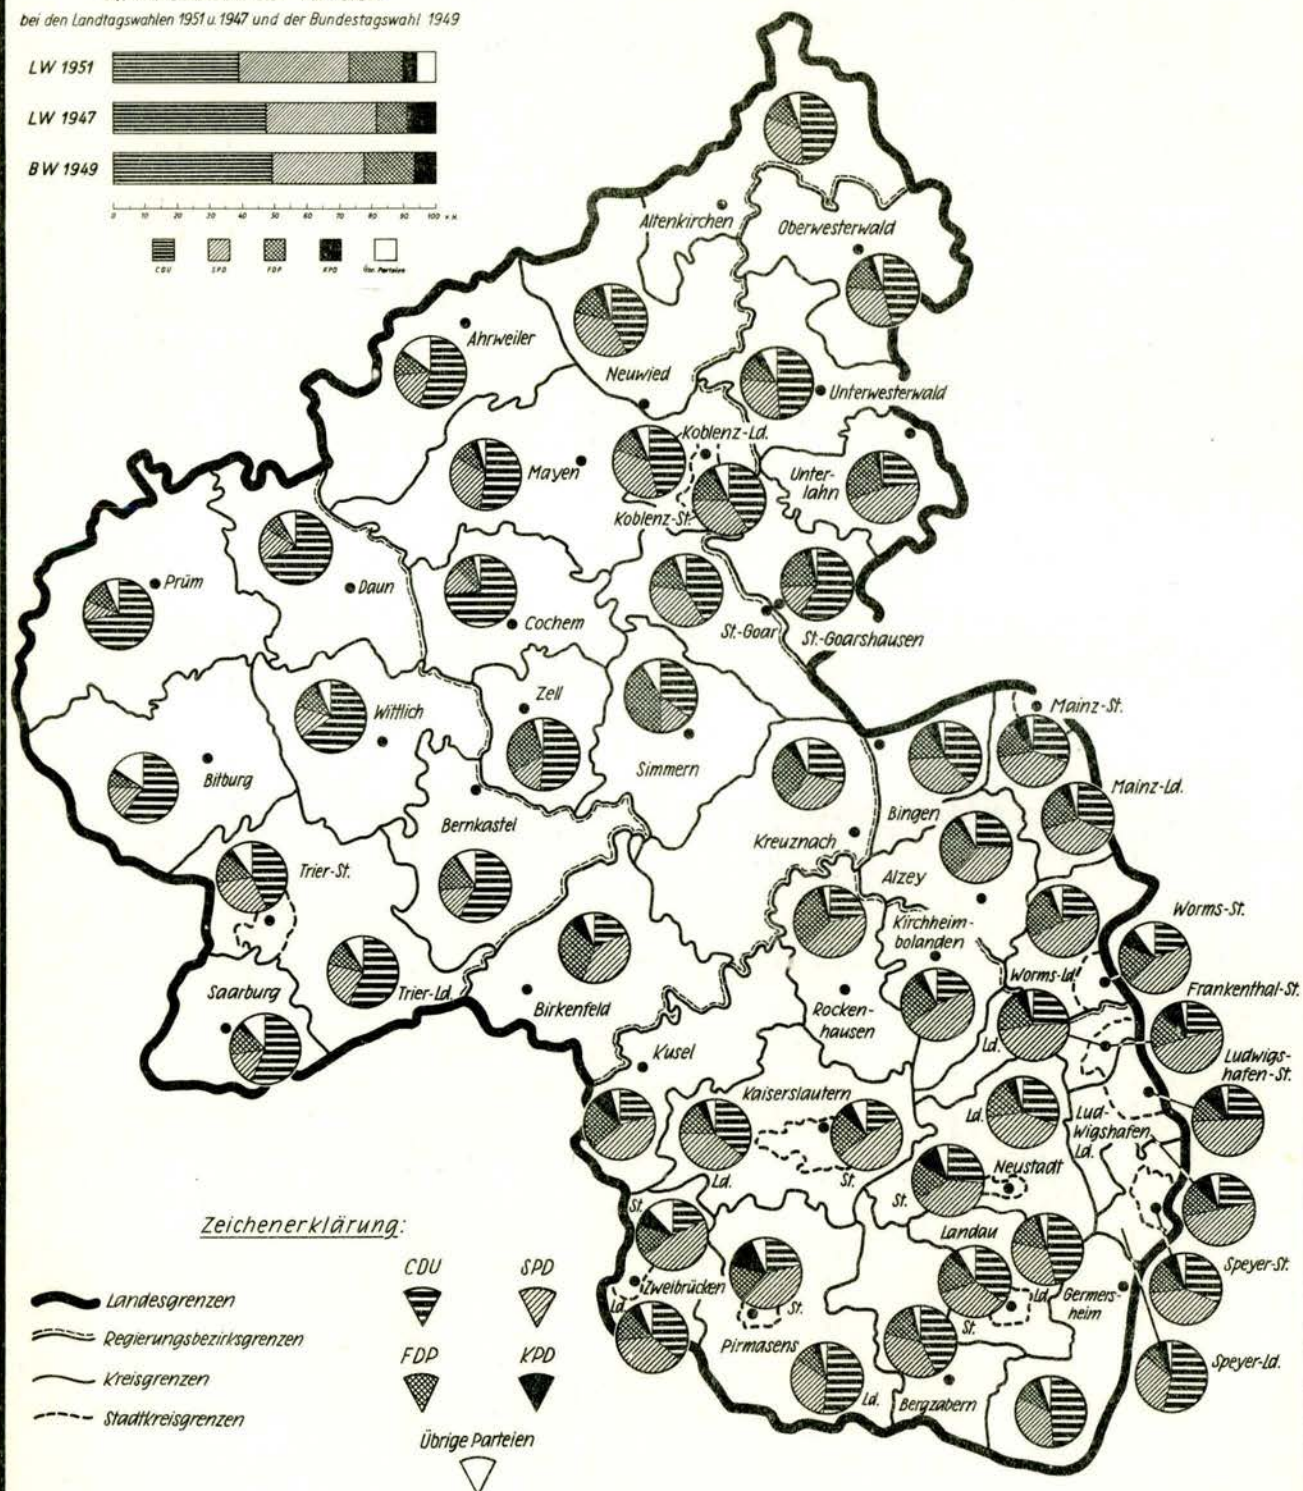 bei den Landtagswahlen 1951 u. 1947 und der Bundestagswahl 1949
LW 1951
LW 1947
BW 1949
0 10 20 30 40 50 60 70 80 90 100 v.H.
CDU SPD FDP KPD Übr. Parteien
Altenkirchen
Oberwesterwald
Ahrweiler
Neuwied
Unterwesterwald
Koblenz-Ld.
Mayen
Unter-
lahn
Koblenz-St.
Prüm
Daun
Cochem
St.-Goar
St.-Goarshausen
Zell
Wittlich
Mainz-St.
Bitburg
Simmern
Mainz-Ld.
Bernkastel
Kreuznach
Bingen
Trier-St.
Alzey
Worms-St.
Kirchheim-
bolanden
Saarburg
Trier-Ld.
Birkenfeld
Rocken-
hausen
Worms-Ld.
Frankenthal-St.
Ld.
Kusel
Ludwigs-
hafen-St.
Kaiserslautern
Ld.
Lud-
wigshafen
Ld.
Ld.
St.
Neustadt
St.
St.
Zweibrücken
Ld.
Landau
Ld.
St.
Germers-
heim
Speyer-St.
Pirmasens
St.
Ld.
Bergzabern
Speyer-Ld.
Zeichenerklärung:
CDU SPD
Landesgrenzen
Regierungsbezirksgrenzen
FDP KPD
Kreisgrenzen
Stadtkreisgrenzen
Übrige Parteien